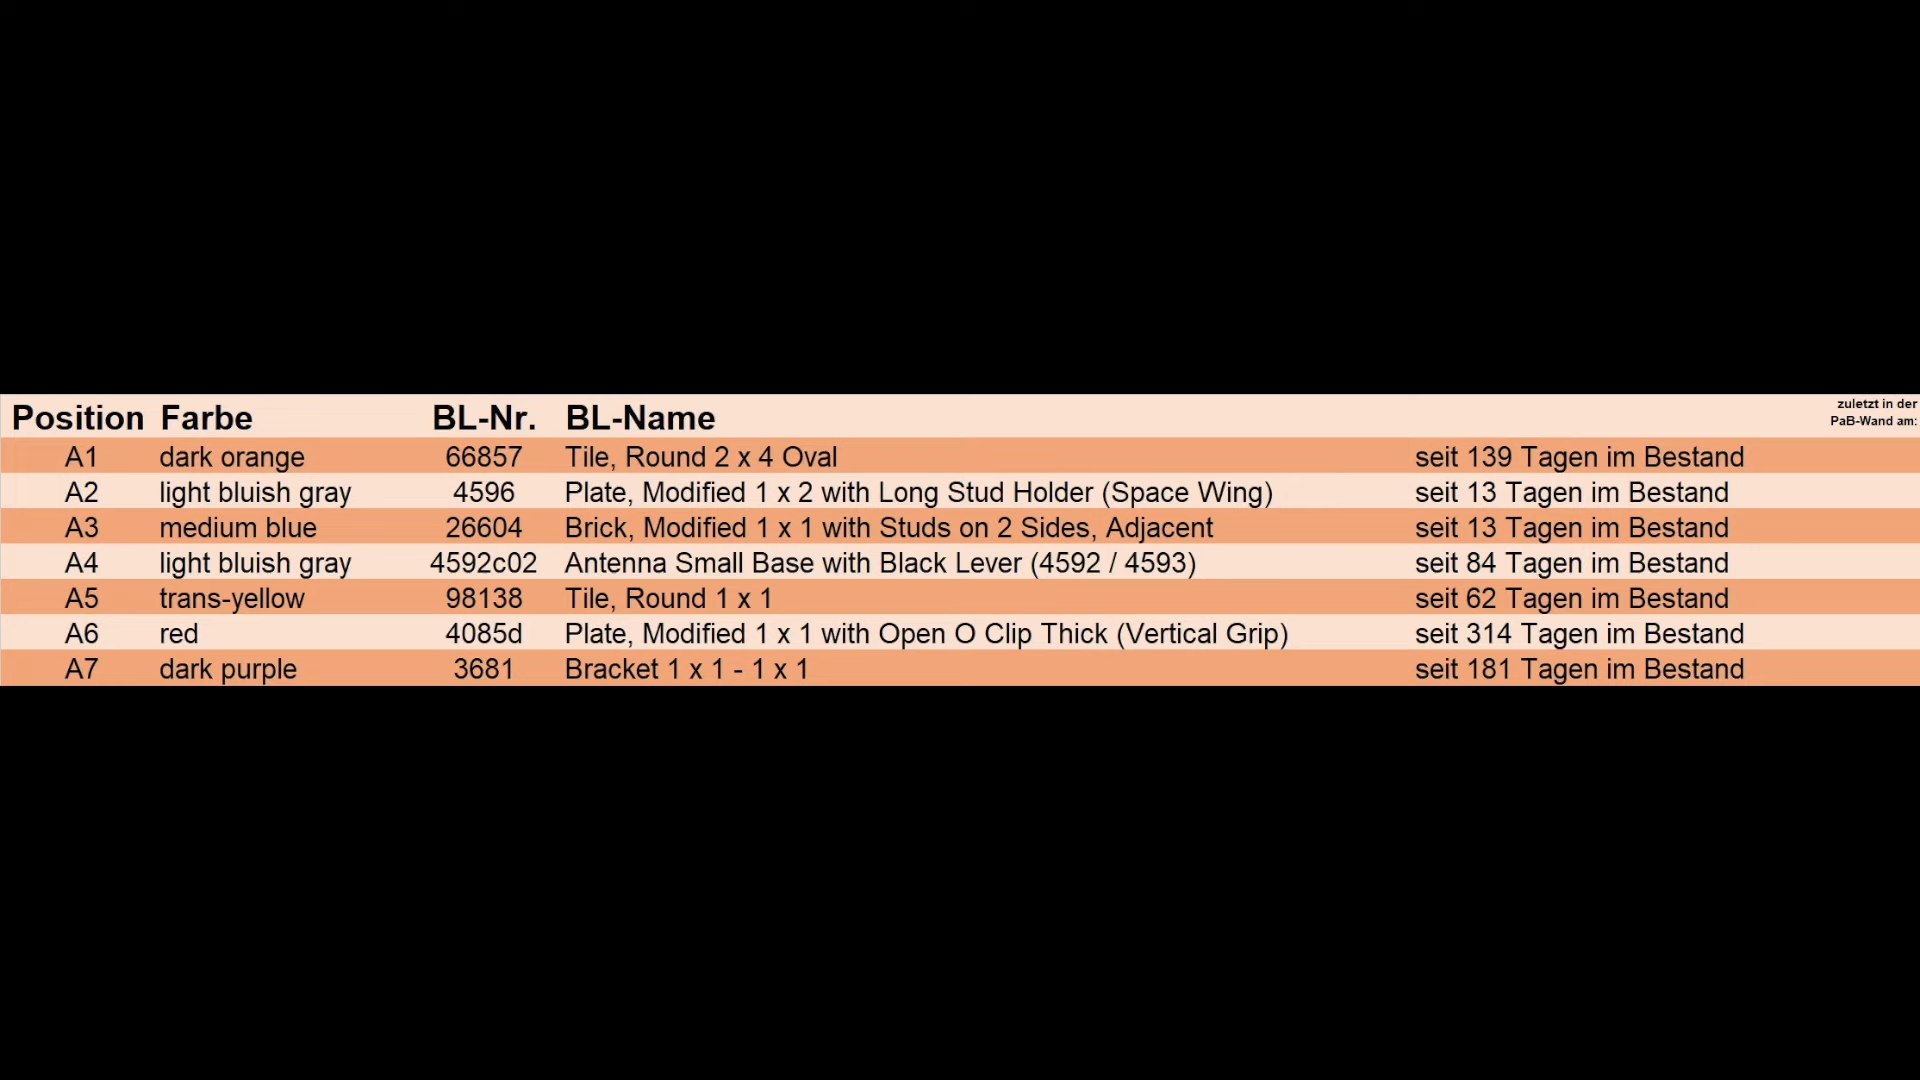 Position Farbe BL-Nr. BL-Name zuletzt in der PaB-Wand am:
A1 dark orange 66857 Tile, Round 2 x 4 Oval seit 139 Tagen im Bestand
A2 light bluish gray 4596 Plate, Modified 1 x 2 with Long Stud Holder (Space Wing) seit 13 Tagen im Bestand
A3 medium blue 26604 Brick, Modified 1 x 1 with Studs on 2 Sides, Adjacent seit 13 Tagen im Bestand
A4 light bluish gray 4592c02 Antenna Small Base with Black Lever (4592 / 4593) seit 84 Tagen im Bestand
A5 trans-yellow 98138 Tile, Round 1 x 1 seit 62 Tagen im Bestand
A6 red 4085d Plate, Modified 1 x 1 with Open O Clip Thick (Vertical Grip) seit 314 Tagen im Bestand
A7 dark purple 3681 Bracket 1 x 1 - 1 x 1 seit 181 Tagen im Bestand